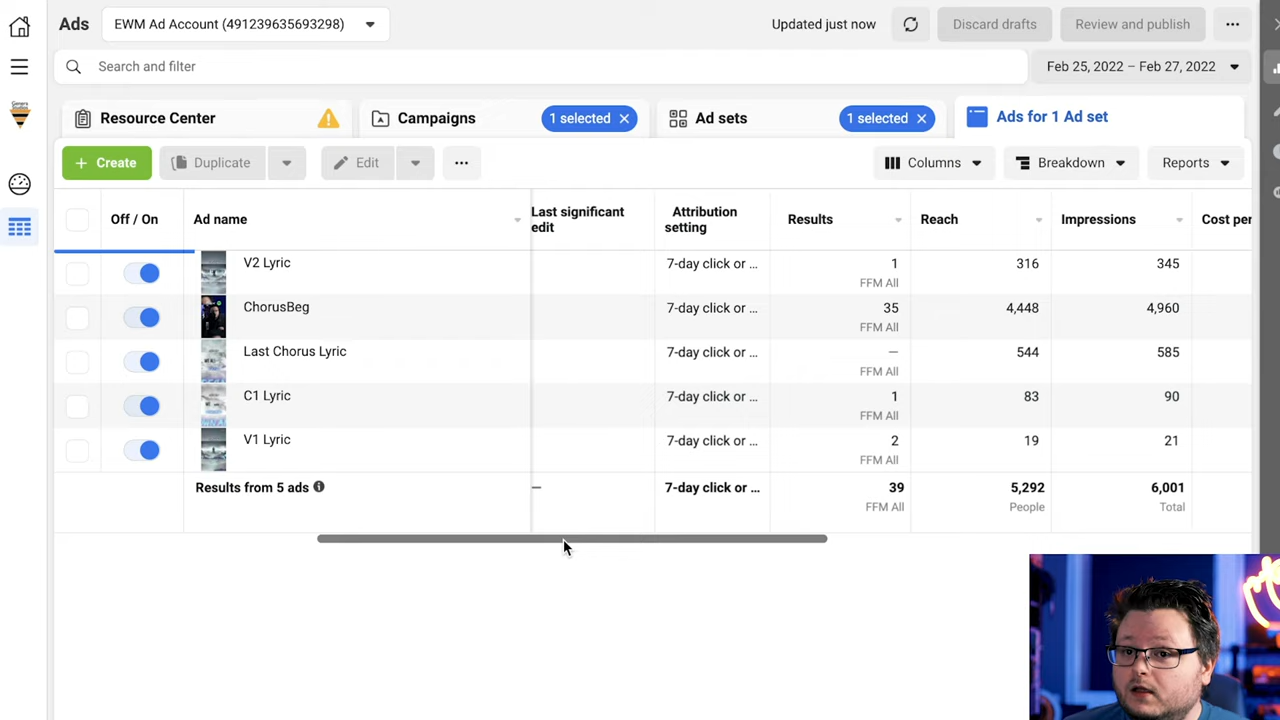 Ads
EWM Ad Account (491239635693298)
Updated just now
Discard drafts
Review and publish
Search and filter
Feb 25, 2022 – Feb 27, 2022
Resource Center
Campaigns
1 selected
Ad sets
1 selected
Ads for 1 Ad set
+ Create
Duplicate
Edit
Columns
Breakdown
Reports
Off / On
Ad name
Last significant edit
Attribution setting
Results
Reach
Impressions
Cost per
V2 Lyric
7-day click or ...
1
316
345
FFM All
ChorusBeg
7-day click or ...
35
4,448
4,960
FFM All
Last Chorus Lyric
7-day click or ...
—
544
585
FFM All
C1 Lyric
7-day click or ...
1
83
90
FFM All
V1 Lyric
7-day click or ...
2
19
21
FFM All
Results from 5 ads
—
7-day click or ...
39
5,292
6,001
FFM All
People
Total